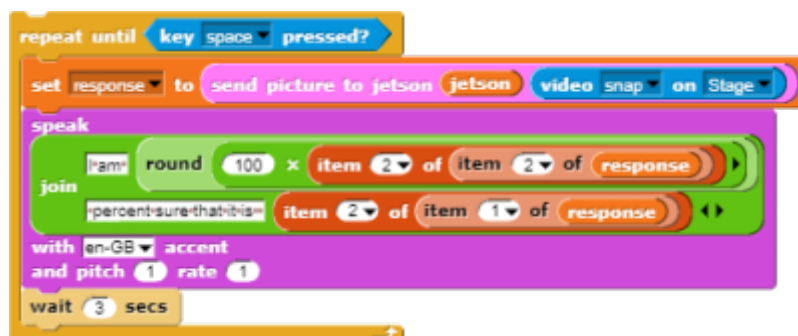 repeat until key space pressed?
set response to send picture to jetson jetson video snap on Stage
speak
I am round 100 × item 2 of item 2 of response
join
percent sure that it is item 2 of item 1 of response
with en-GB accent
and pitch 1 rate 1
wait 3 secs